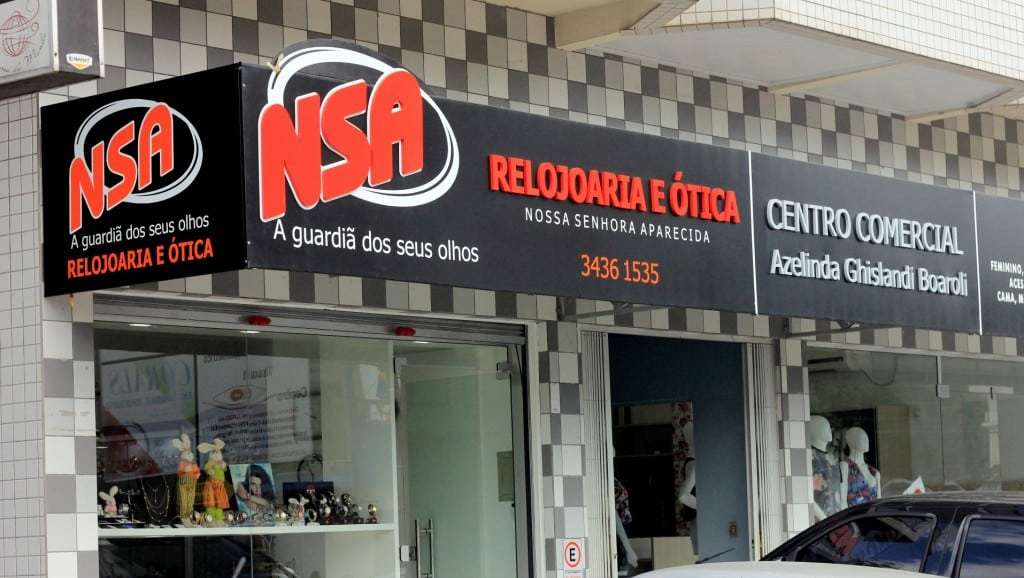 NSA
A guardiã dos seus olhos
RELOJOARIA E ÓTICA
NSA
A guardiã dos seus olhos
RELOJOARIA E ÓTICA
NOSSA SENHORA APARECIDA
3436 1535
CENTRO COMERCIAL
Azelinda Ghislandi Boaroli
FEMININO,
CAMA,
E